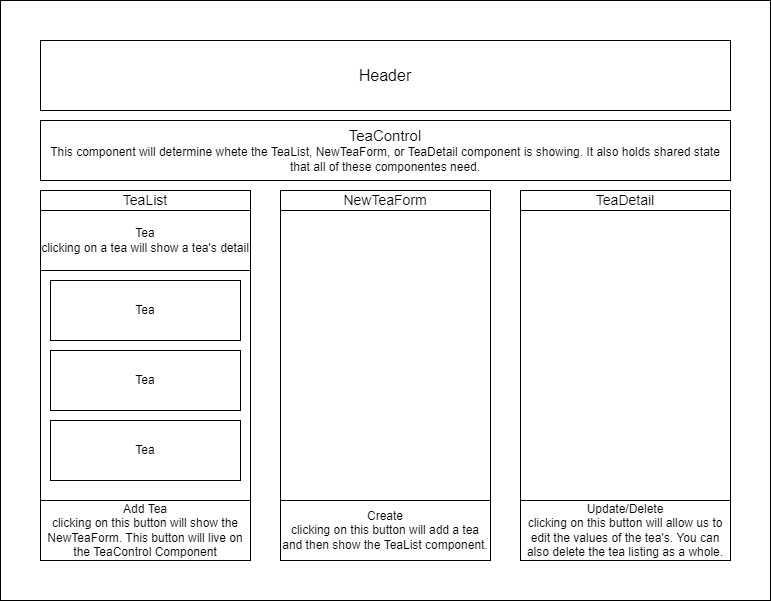 Header
TeaControl
This component will determine whete the TeaList, NewTeaForm, or TeaDetail component is showing. It also holds shared state
that all of these componentes need.
TeaList
Tea
clicking on a tea will show a tea's detail
Tea
Tea
Tea
Add Tea
clicking on this button will show the
NewTeaForm. This button will live on
the TeaControl Component
NewTeaForm
Create
clicking on this button will add a tea
and then show the TeaList component.
TeaDetail
Update/Delete
clicking on this button will allow us to
edit the values of the tea's. You can
also delete the tea listing as a whole.